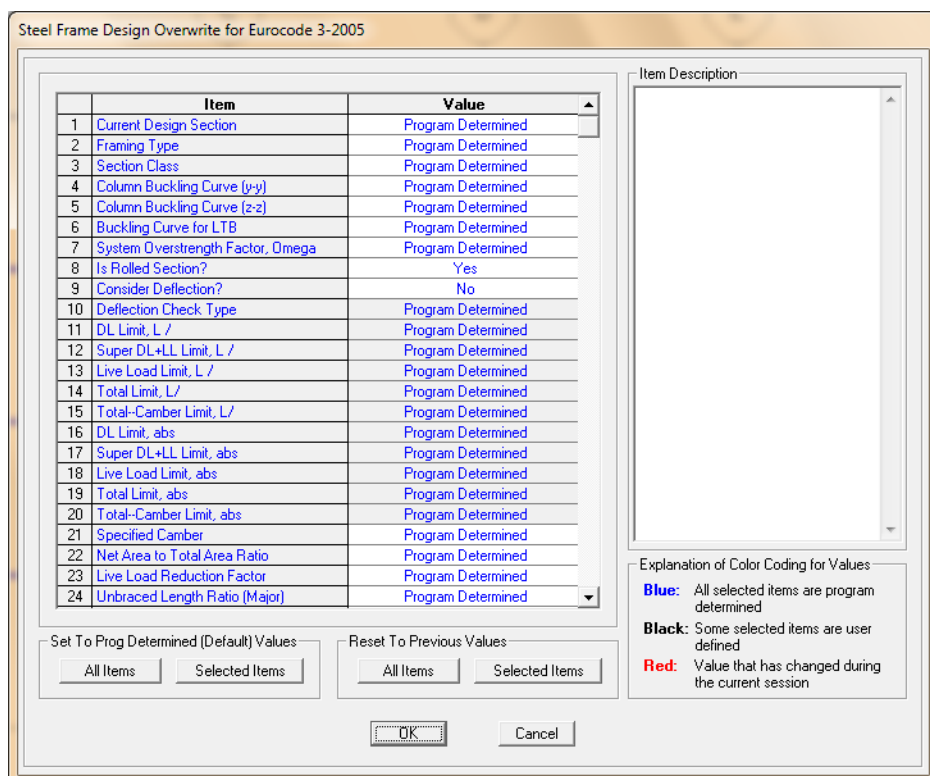 Steel Frame Design Overwrite for Eurocode 3-2005
Item Value
1 Current Design Section Program Determined
2 Framing Type Program Determined
3 Section Class Program Determined
4 Column Buckling Curve (y-y) Program Determined
5 Column Buckling Curve (z-z) Program Determined
6 Buckling Curve for LTB Program Determined
7 System Overstrength Factor, Omega Program Determined
8 Is Rolled Section? Yes
9 Consider Deflection? No
10 Deflection Check Type Program Determined
11 DL Limit, L / Program Determined
12 Super DL+LL Limit, L / Program Determined
13 Live Load Limit, L / Program Determined
14 Total Limit, L/ Program Determined
15 Total--Camber Limit, L/ Program Determined
16 DL Limit, abs Program Determined
17 Super DL+LL Limit, abs Program Determined
18 Live Load Limit, abs Program Determined
19 Total Limit, abs Program Determined
20 Total--Camber Limit, abs Program Determined
21 Specified Camber Program Determined
22 Net Area to Total Area Ratio Program Determined
23 Live Load Reduction Factor Program Determined
24 Unbraced Length Ratio (Major) Program Determined
Item Description
Explanation of Color Coding for Values
Blue: All selected items are program
determined
Black: Some selected items are user
defined
Red: Value that has changed during
the current session
Set To Prog Determined (Default) Values
All Items Selected Items
Reset To Previous Values
All Items Selected Items
OK Cancel